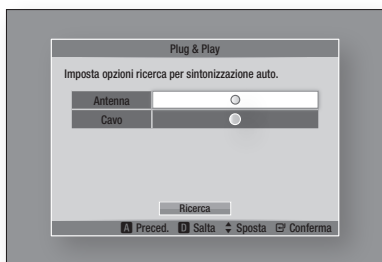 Plug & Play
Imposta opzioni ricerca per sintonizzazione auto.
Antenna
Cavo
Ricerca
A Preced. D Salta Sposta Conferma